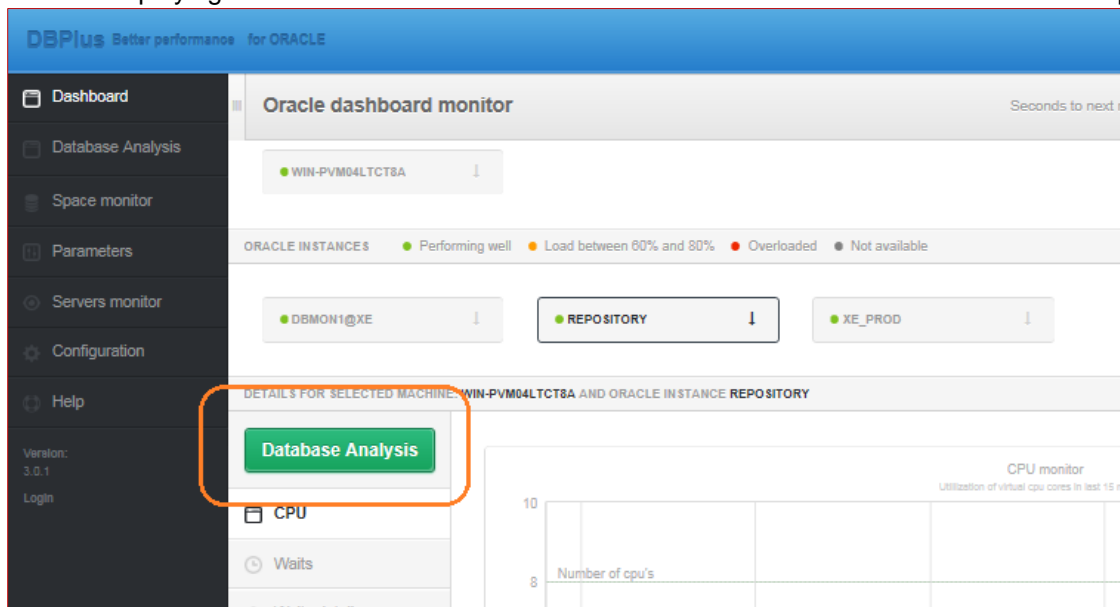 DBPlus Better performance for ORACLE
Dashboard
Database Analysis
Space monitor
Parameters
Servers monitor
Configuration
Help
Version:
3.0.1
Login
Oracle dashboard monitor
Seconds to next
WIN-PVM04LTCT8A
ORACLE INSTANCES
Performing well
Load between 60% and 80%
Overloaded
Not available
DBMON1@XE
REPOSITORY
XE_PROD
DETAILS FOR SELECTED MACHINE: WIN-PVM04LTCT8A AND ORACLE INSTANCE REPOSITORY
Database Analysis
CPU
Waits
CPU monitor
Utilization of virtual cpu cores in last 15
10
Number of cpu's
8